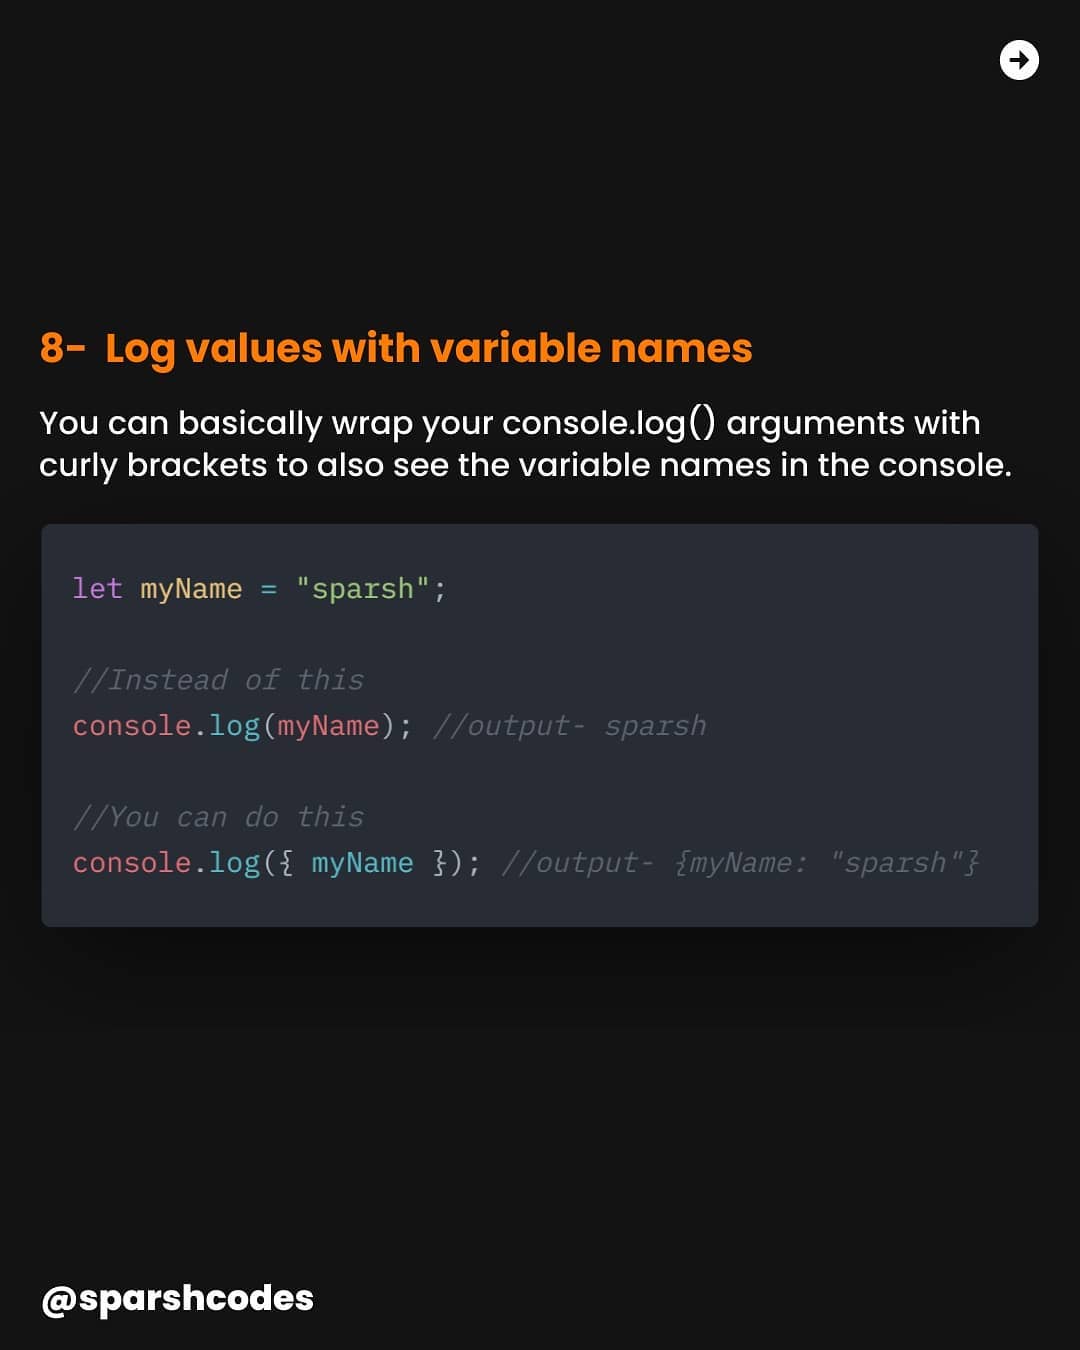 8- Log values with variable names
You can basically wrap your console.log() arguments with
curly brackets to also see the variable names in the console.
let myName = "sparsh";
//Instead of this
console.log(myName); //output- sparsh
//You can do this
console.log({ myName }); //output- {myName: "sparsh"}
@sparshcodes